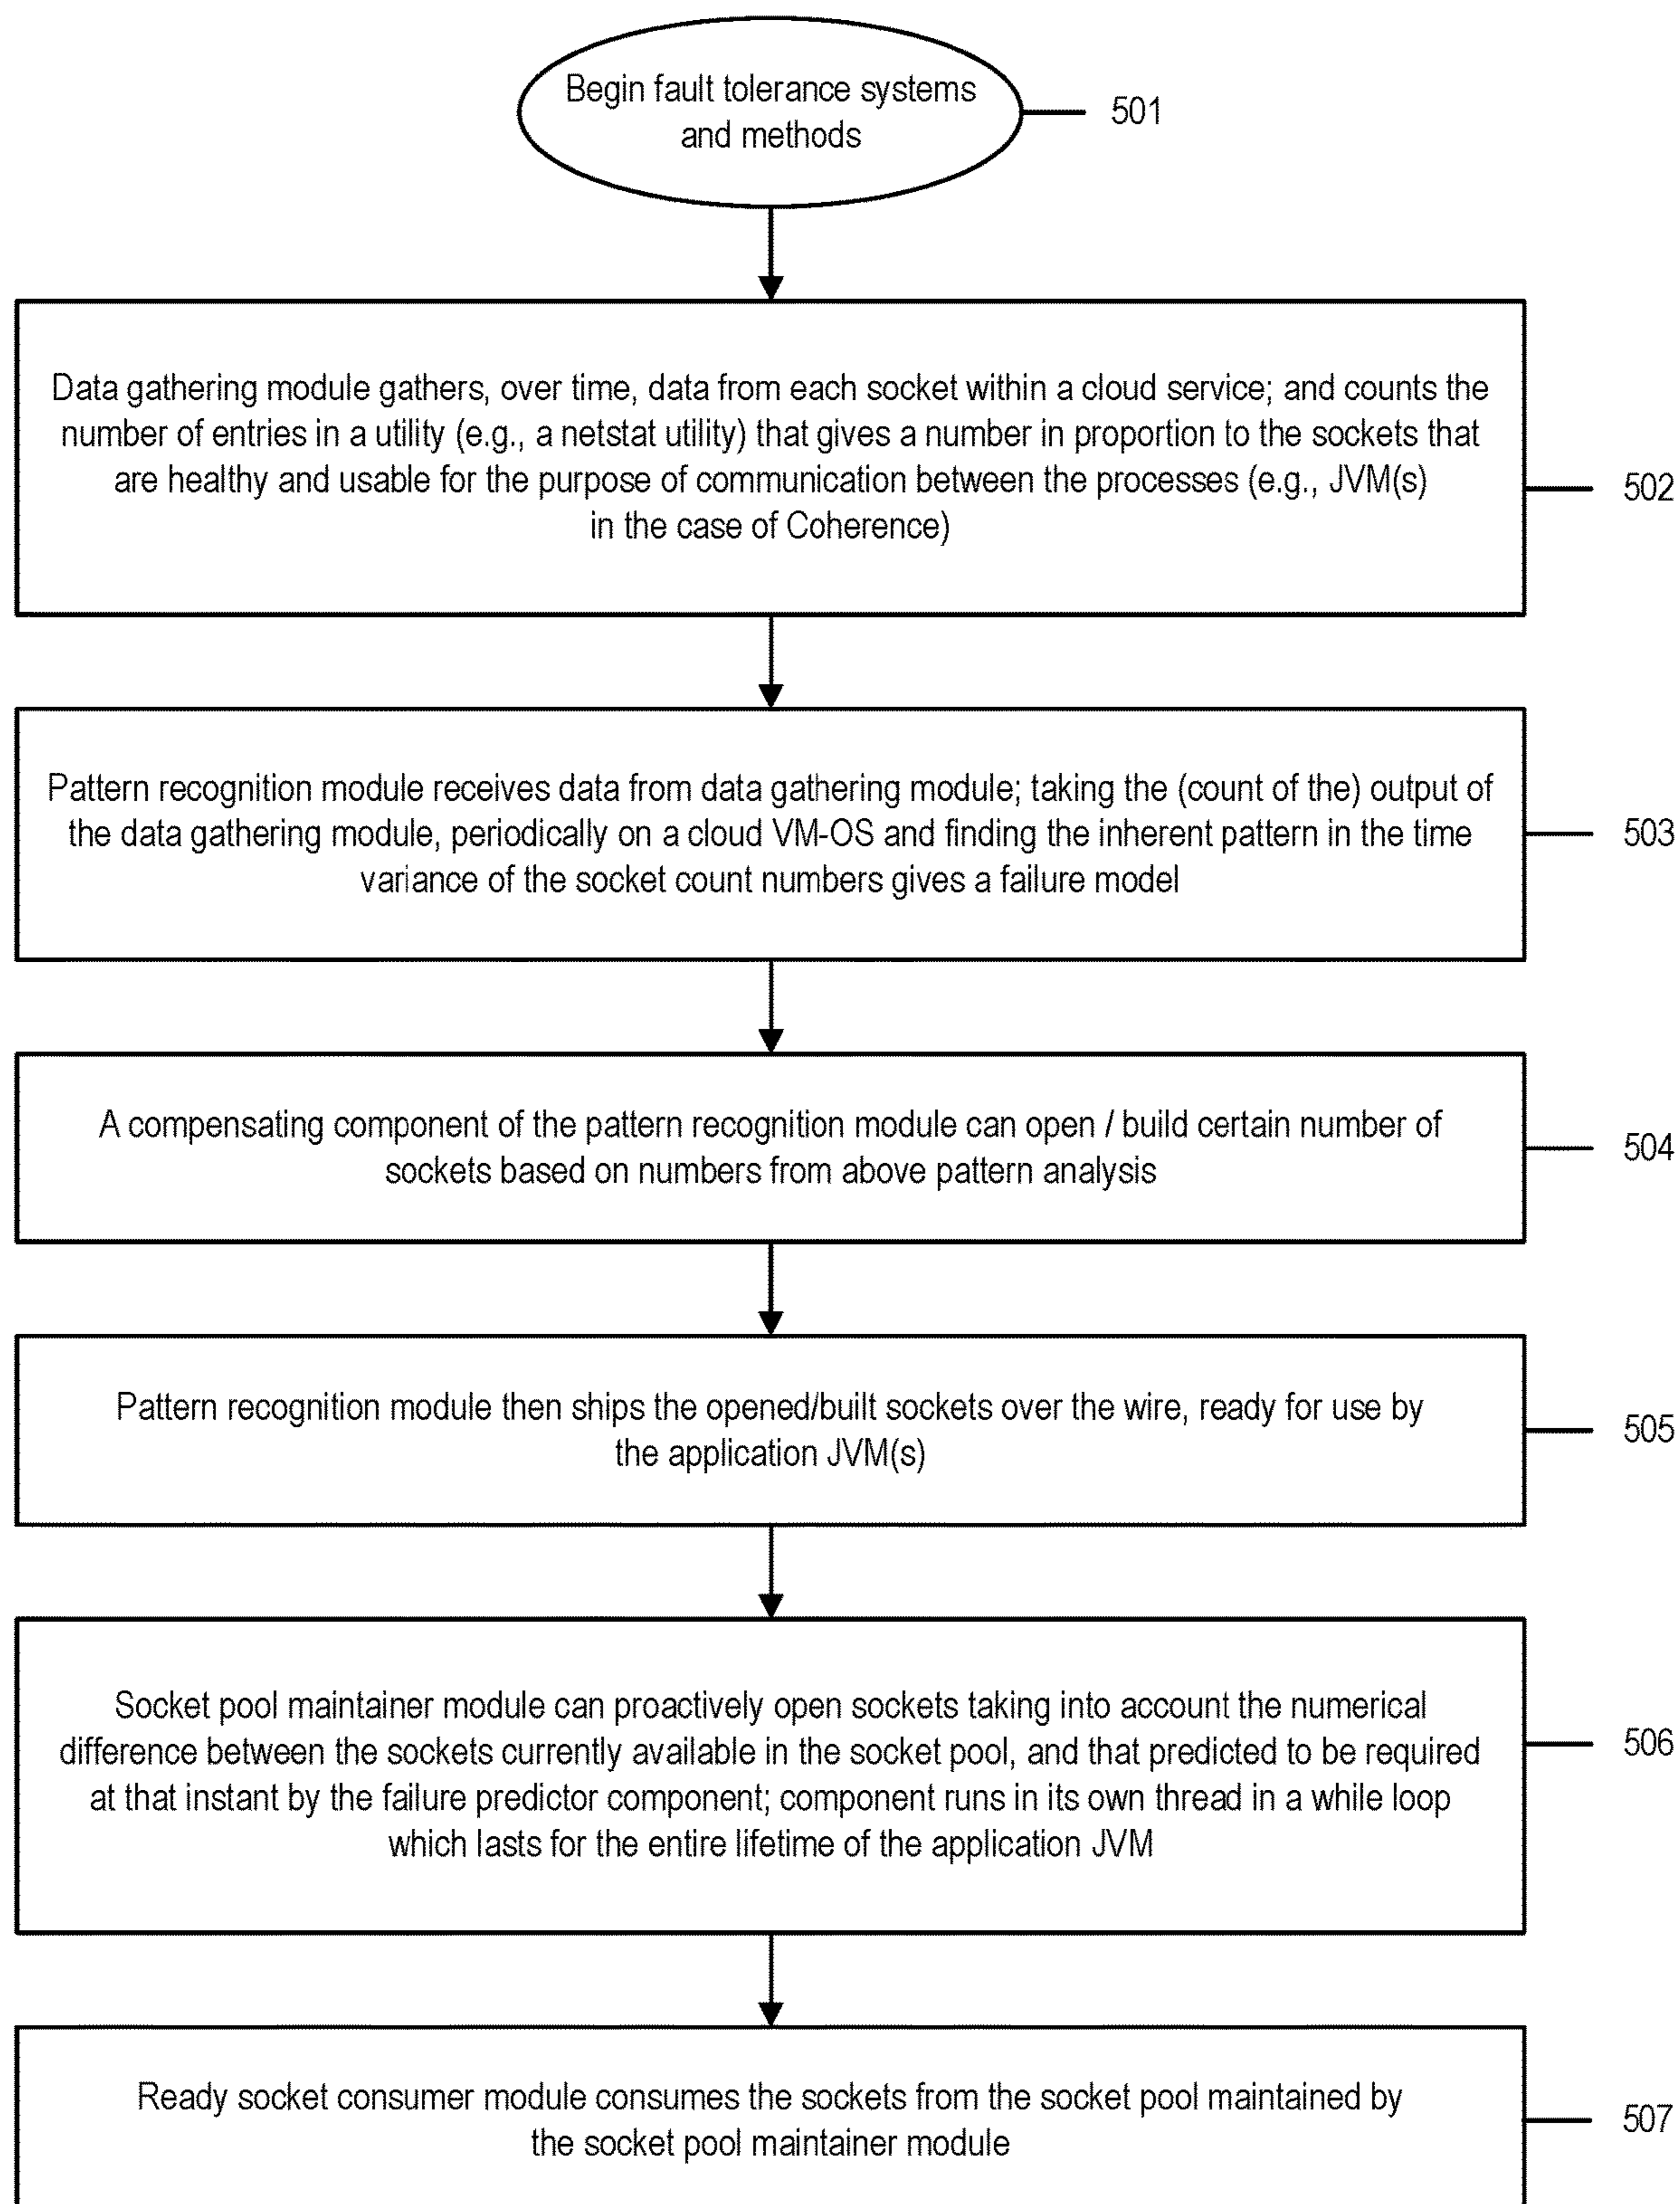 Begin fault tolerance systems
and methods
501
Data gathering module gathers, over time, data from each socket within a cloud service; and counts the
number of entries in a utility (e.g., a netstat utility) that gives a number in proportion to the sockets that
are healthy and usable for the purpose of communication between the processes (e.g., JVM(s)
in the case of Coherence)
502
Pattern recognition module receives data from data gathering module; taking the (count of the) output of
the data gathering module, periodically on a cloud VM-OS and finding the inherent pattern in the time
variance of the socket count numbers gives a failure model
503
A compensating component of the pattern recognition module can open / build certain number of
sockets based on numbers from above pattern analysis
504
Pattern recognition module then ships the opened/built sockets over the wire, ready for use by
the application JVM(s)
505
Socket pool maintainer module can proactively open sockets taking into account the numerical
difference between the sockets currently available in the socket pool, and that predicted to be required
at that instant by the failure predictor component; component runs in its own thread in a while loop
which lasts for the entire lifetime of the application JVM
506
Ready socket consumer module consumes the sockets from the socket pool maintained by
the socket pool maintainer module
507